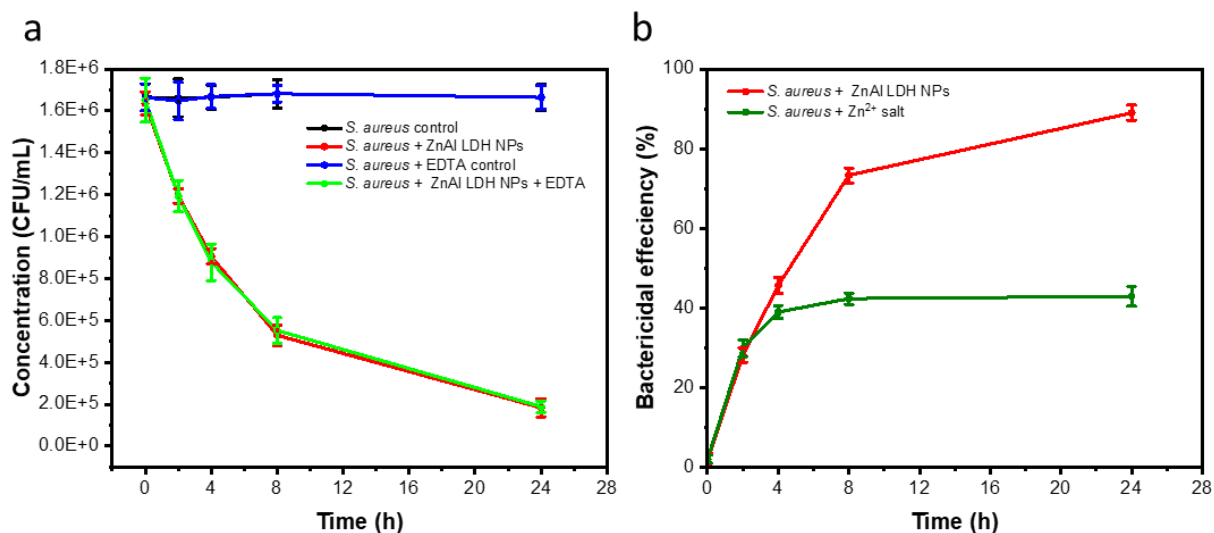 a
1.8E+6
1.6E+6
1.4E+6
1.2E+6
1.0E+6
8.0E+5
6.0E+5
4.0E+5
2.0E+5
0.0E+0
Concentration (CFU/mL)
S. aureus control
S. aureus + ZnAl LDH NPs
S. aureus + EDTA control
S. aureus + ZnAl LDH NPs + EDTA
0 4 8 12 16 20 24 28
Time (h)
b
100
80
60
40
20
0
Bactericidal effeciency (%)
S. aureus + ZnAl LDH NPs
S. aureus + Zn²⁺ salt
0 4 8 12 16 20 24 28
Time (h)